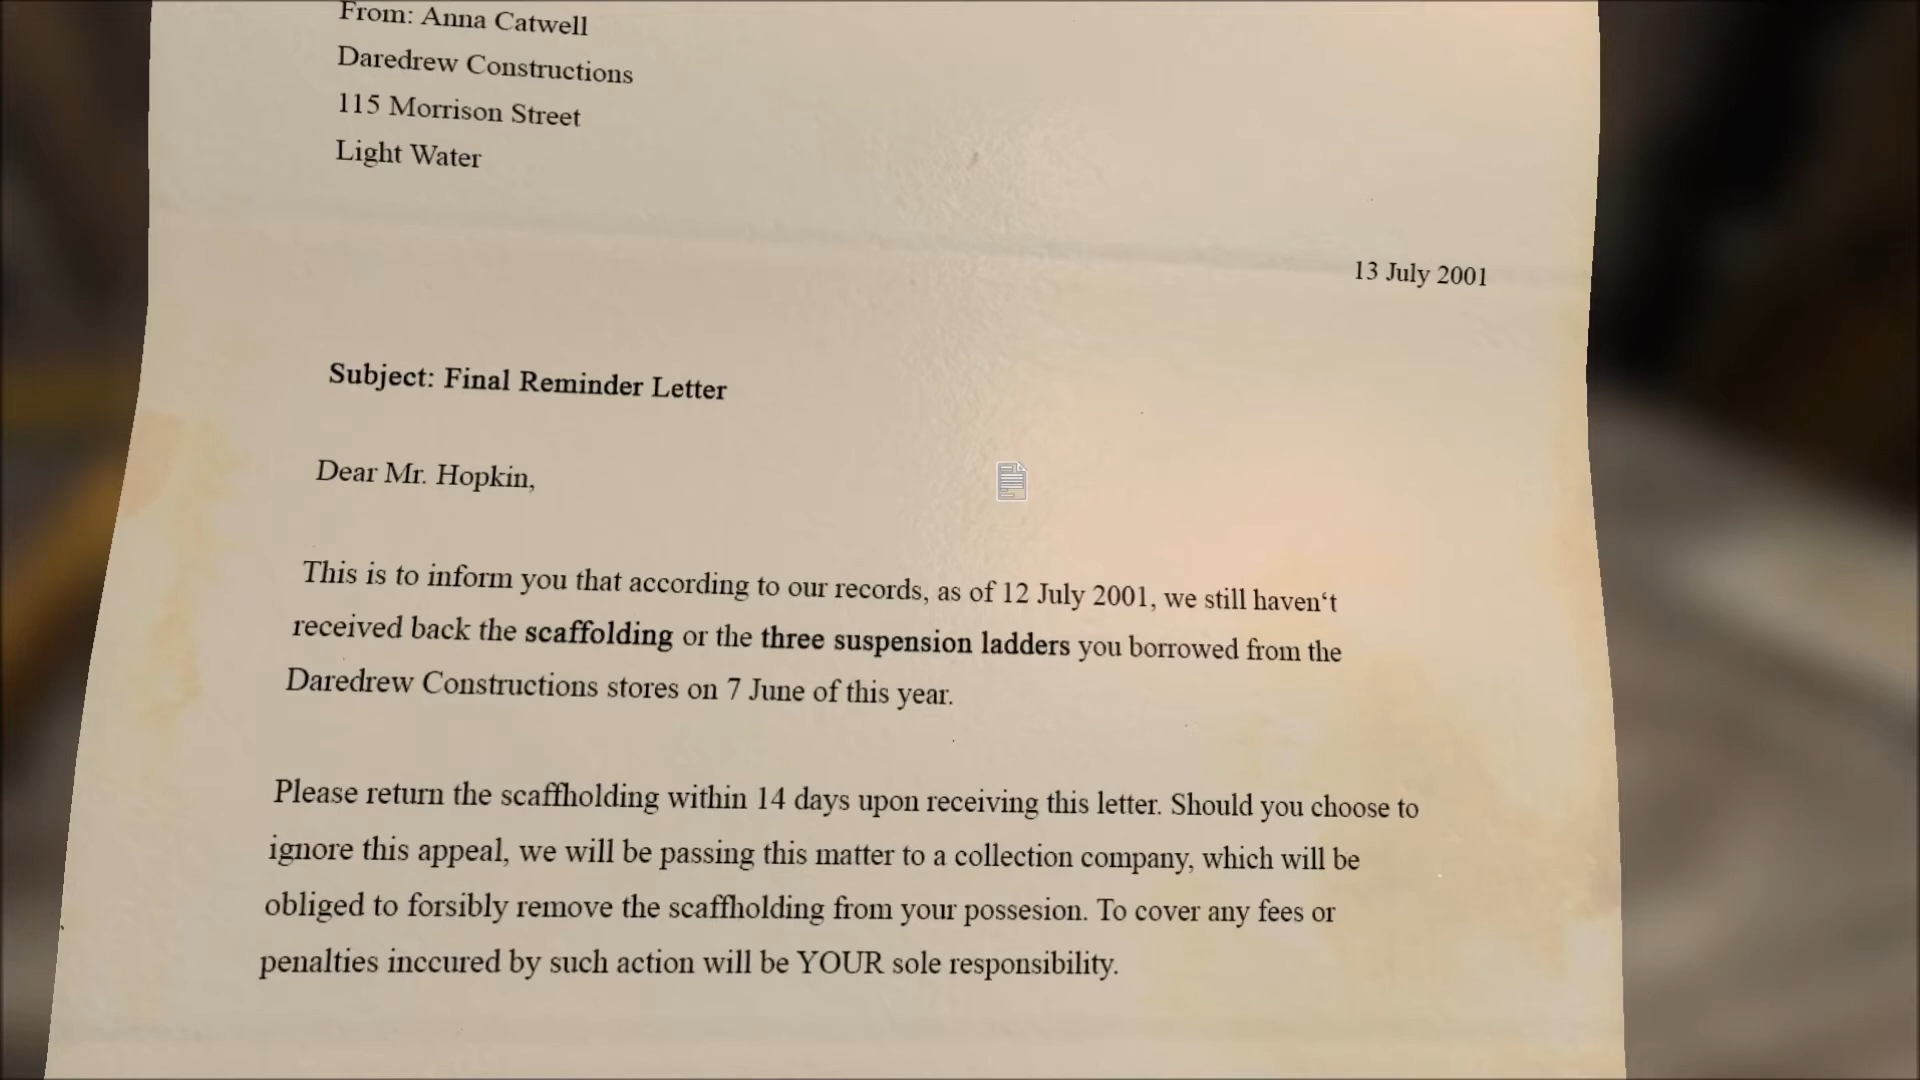 From: Anna Catwell
Daredrew Constructions
115 Morrison Street
Light Water
13 July 2001
Subject: Final Reminder Letter
Dear Mr. Hopkin,
This is to inform you that according to our records, as of 12 July 2001, we still haven‘t
received back the scaffolding or the three suspension ladders you borrowed from the
Daredrew Constructions stores on 7 June of this year.
Please return the scaffholding within 14 days upon receiving this letter. Should you choose to
ignore this appeal, we will be passing this matter to a collection company, which will be
obliged to forsibly remove the scaffholding from your possesion. To cover any fees or
penalties inccured by such action will be YOUR sole responsibility.